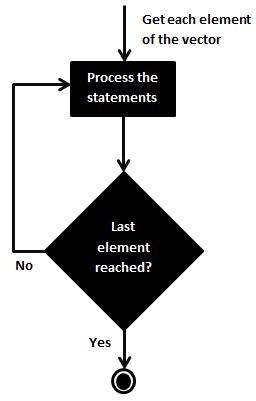 Get each element
of the vector
Process the
statements
Last
element
reached?
No
Yes